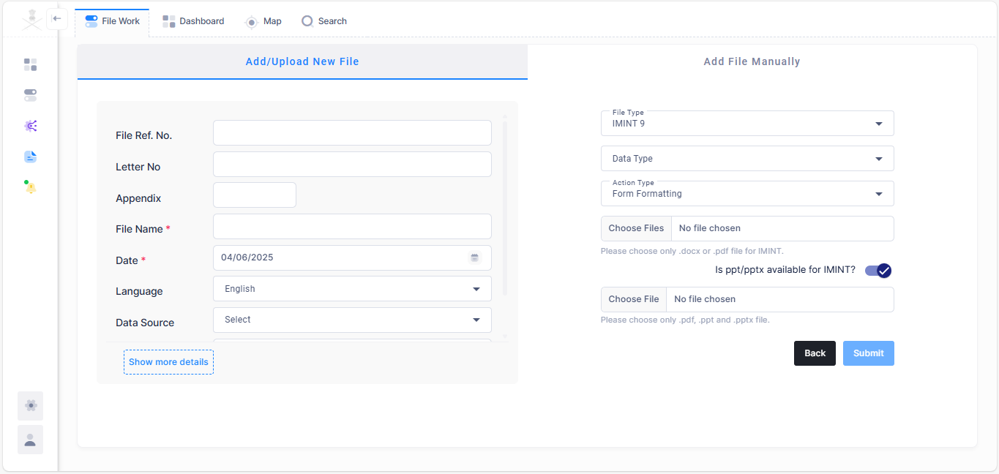 File Work
Dashboard
Map
Search
Add/Upload New File
Add File Manually
File Ref. No.
Letter No
Appendix
File Name *
Date *
04/06/2025
Language
English
Data Source
Select
Show more details
File Type
IMINT 9
Data Type
Action Type
Form Formatting
Choose Files No file chosen
Please choose only .docx or .pdf file for IMINT.
Is ppt/pptx available for IMINT?
Choose File No file chosen
Please choose only .pdf, .ppt and .pptx file.
Back
Submit